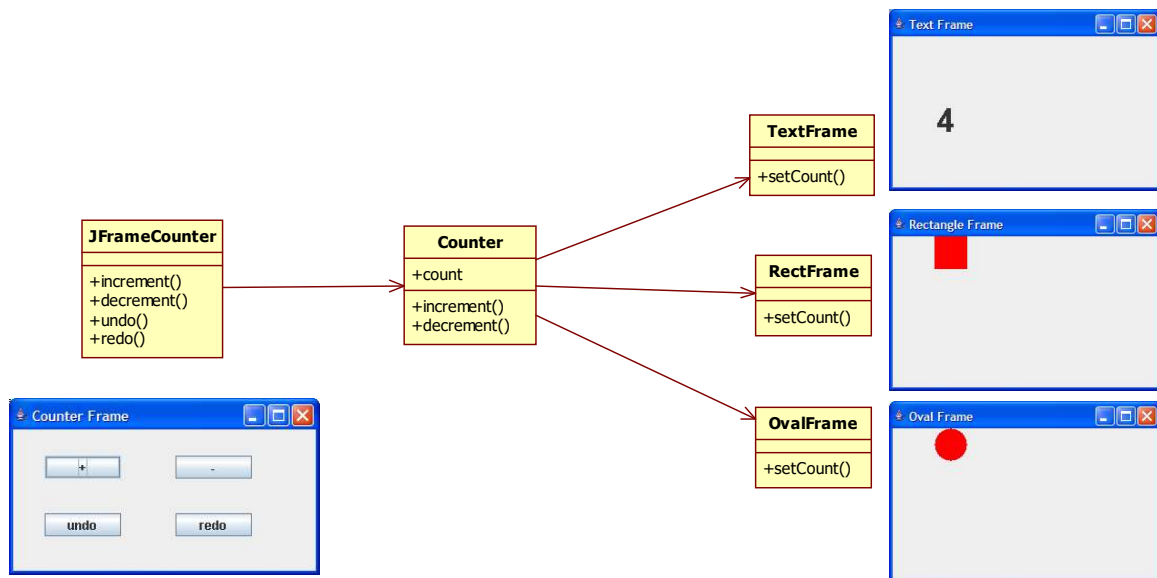 JFrameCounter
+increment()
+decrement()
+undo()
+redo()
Counter
+count
+increment()
+decrement()
TextFrame
+setCount()
RectFrame
+setCount()
OvalFrame
+setCount()
Text Frame
4
Rectangle Frame
Oval Frame
Counter Frame
+
-
undo
redo